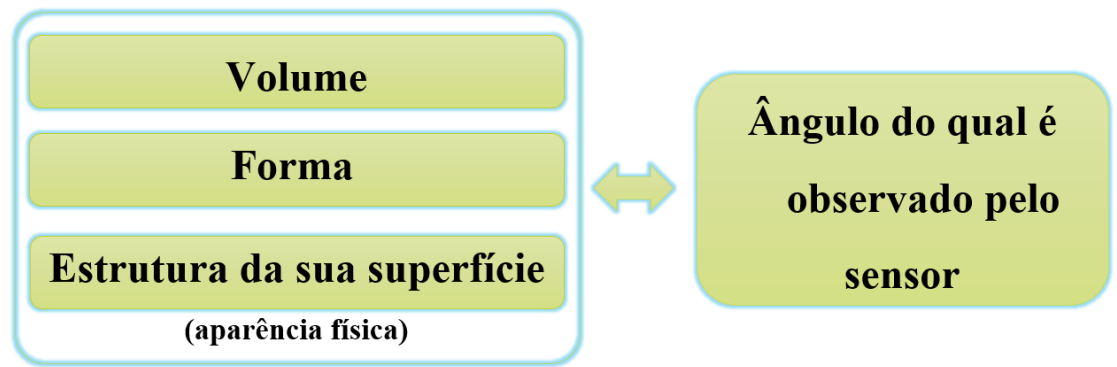 Volume
Forma
Estrutura da sua superfície
(aparência física)
Ângulo do qual é
observado pelo
sensor